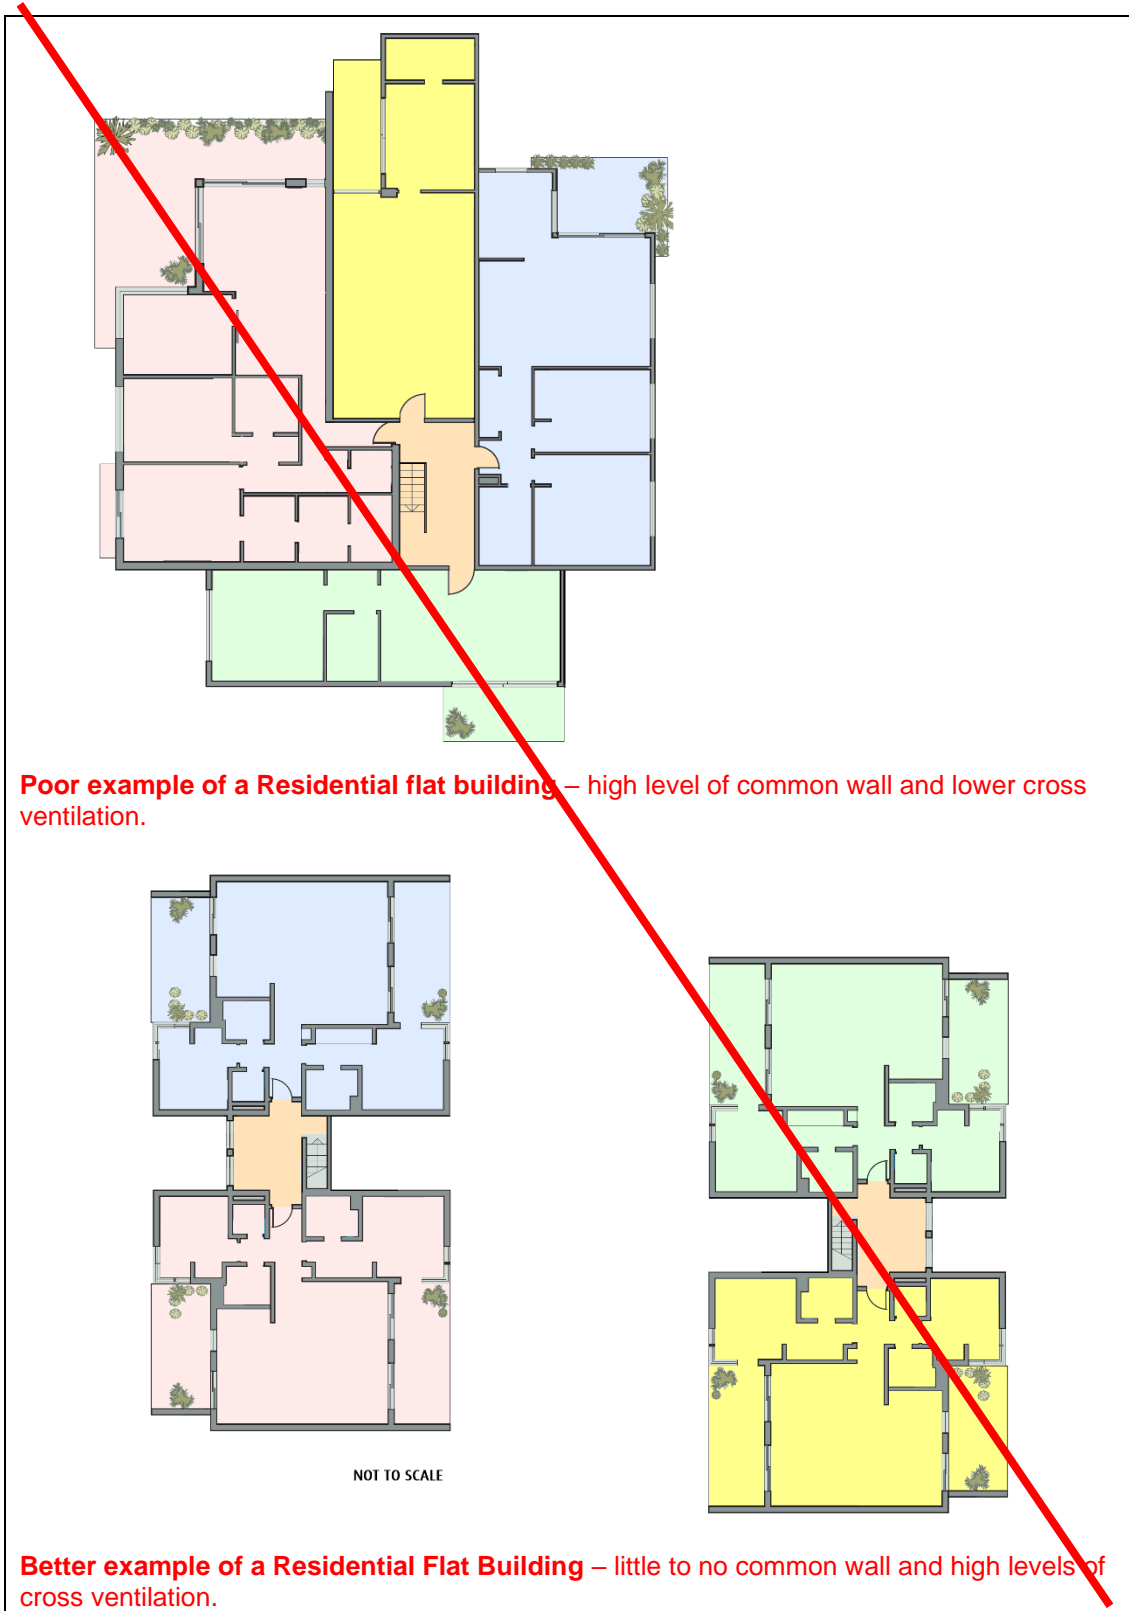 Poor example of a Residential flat building – high level of common wall and lower cross
ventilation.
NOT TO SCALE
Better example of a Residential Flat Building – little to no common wall and high levels of
cross ventilation.